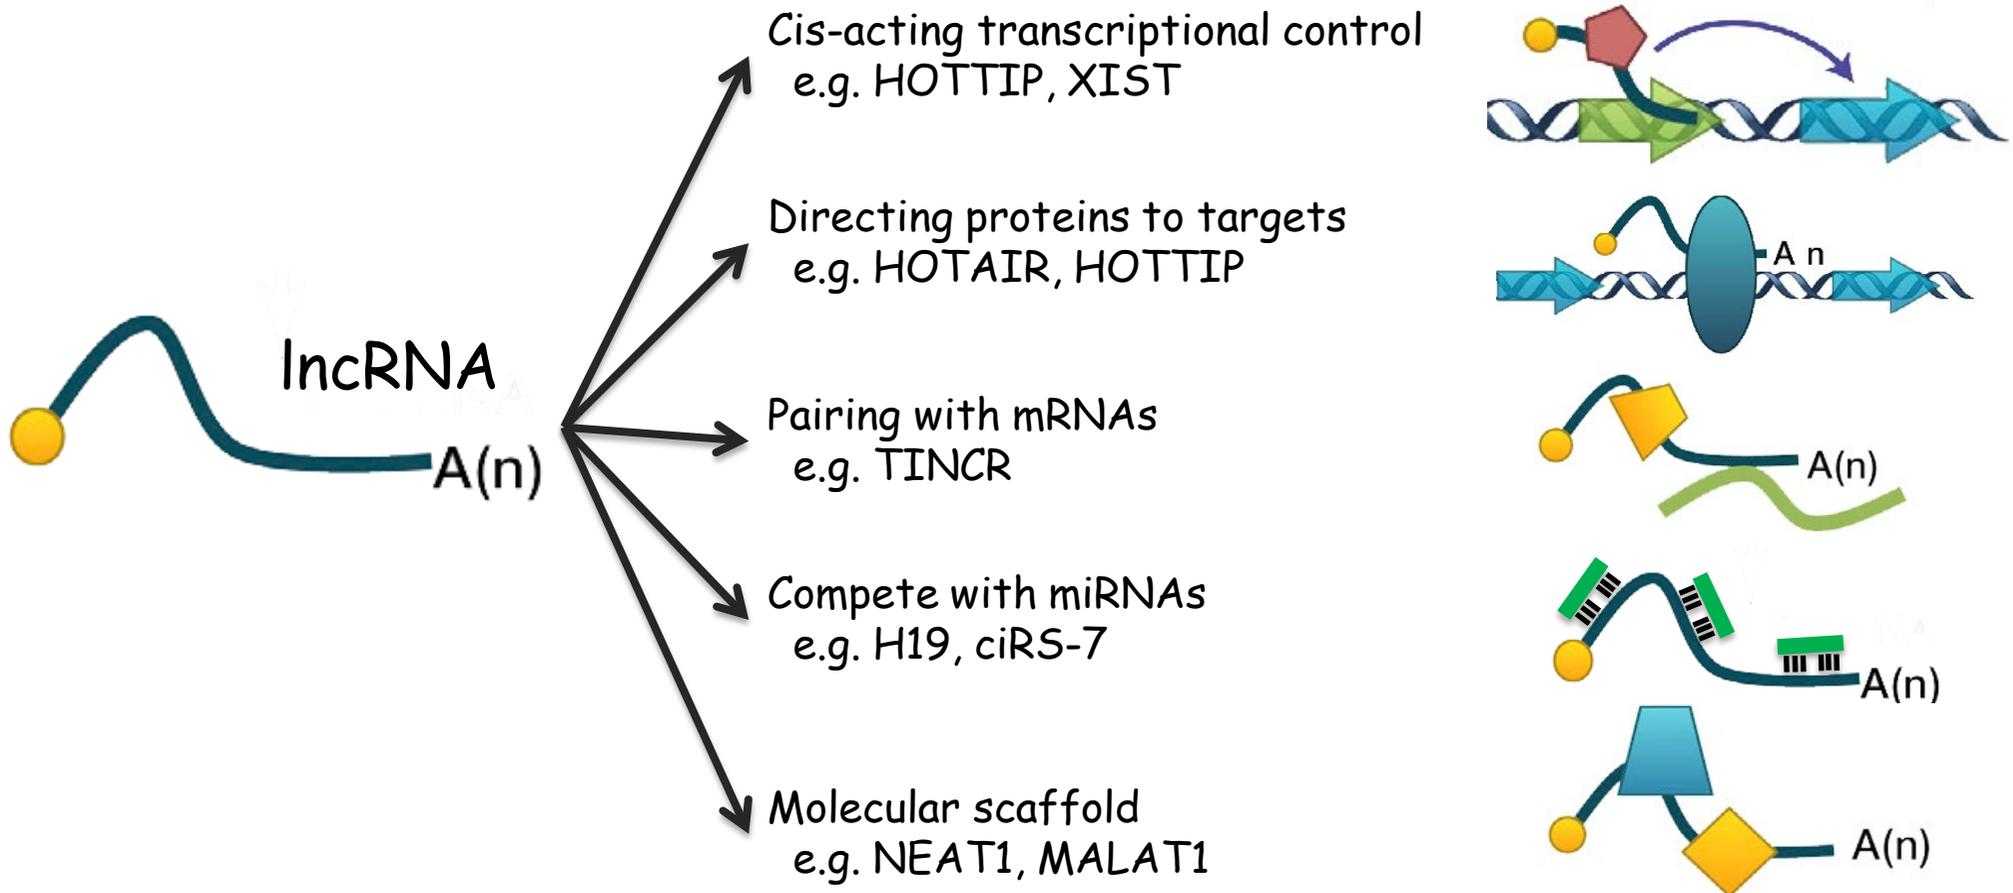 Cis-acting transcriptional control
e.g. HOTTIP, XIST
Directing proteins to targets
e.g. HOTAIR, HOTTIP
A n
lncRNA
A(n)
Pairing with mRNAs
e.g. TINCR
A(n)
Compete with miRNAs
e.g. H19, ciRS-7
A(n)
Molecular scaffold
e.g. NEAT1, MALAT1
A(n)